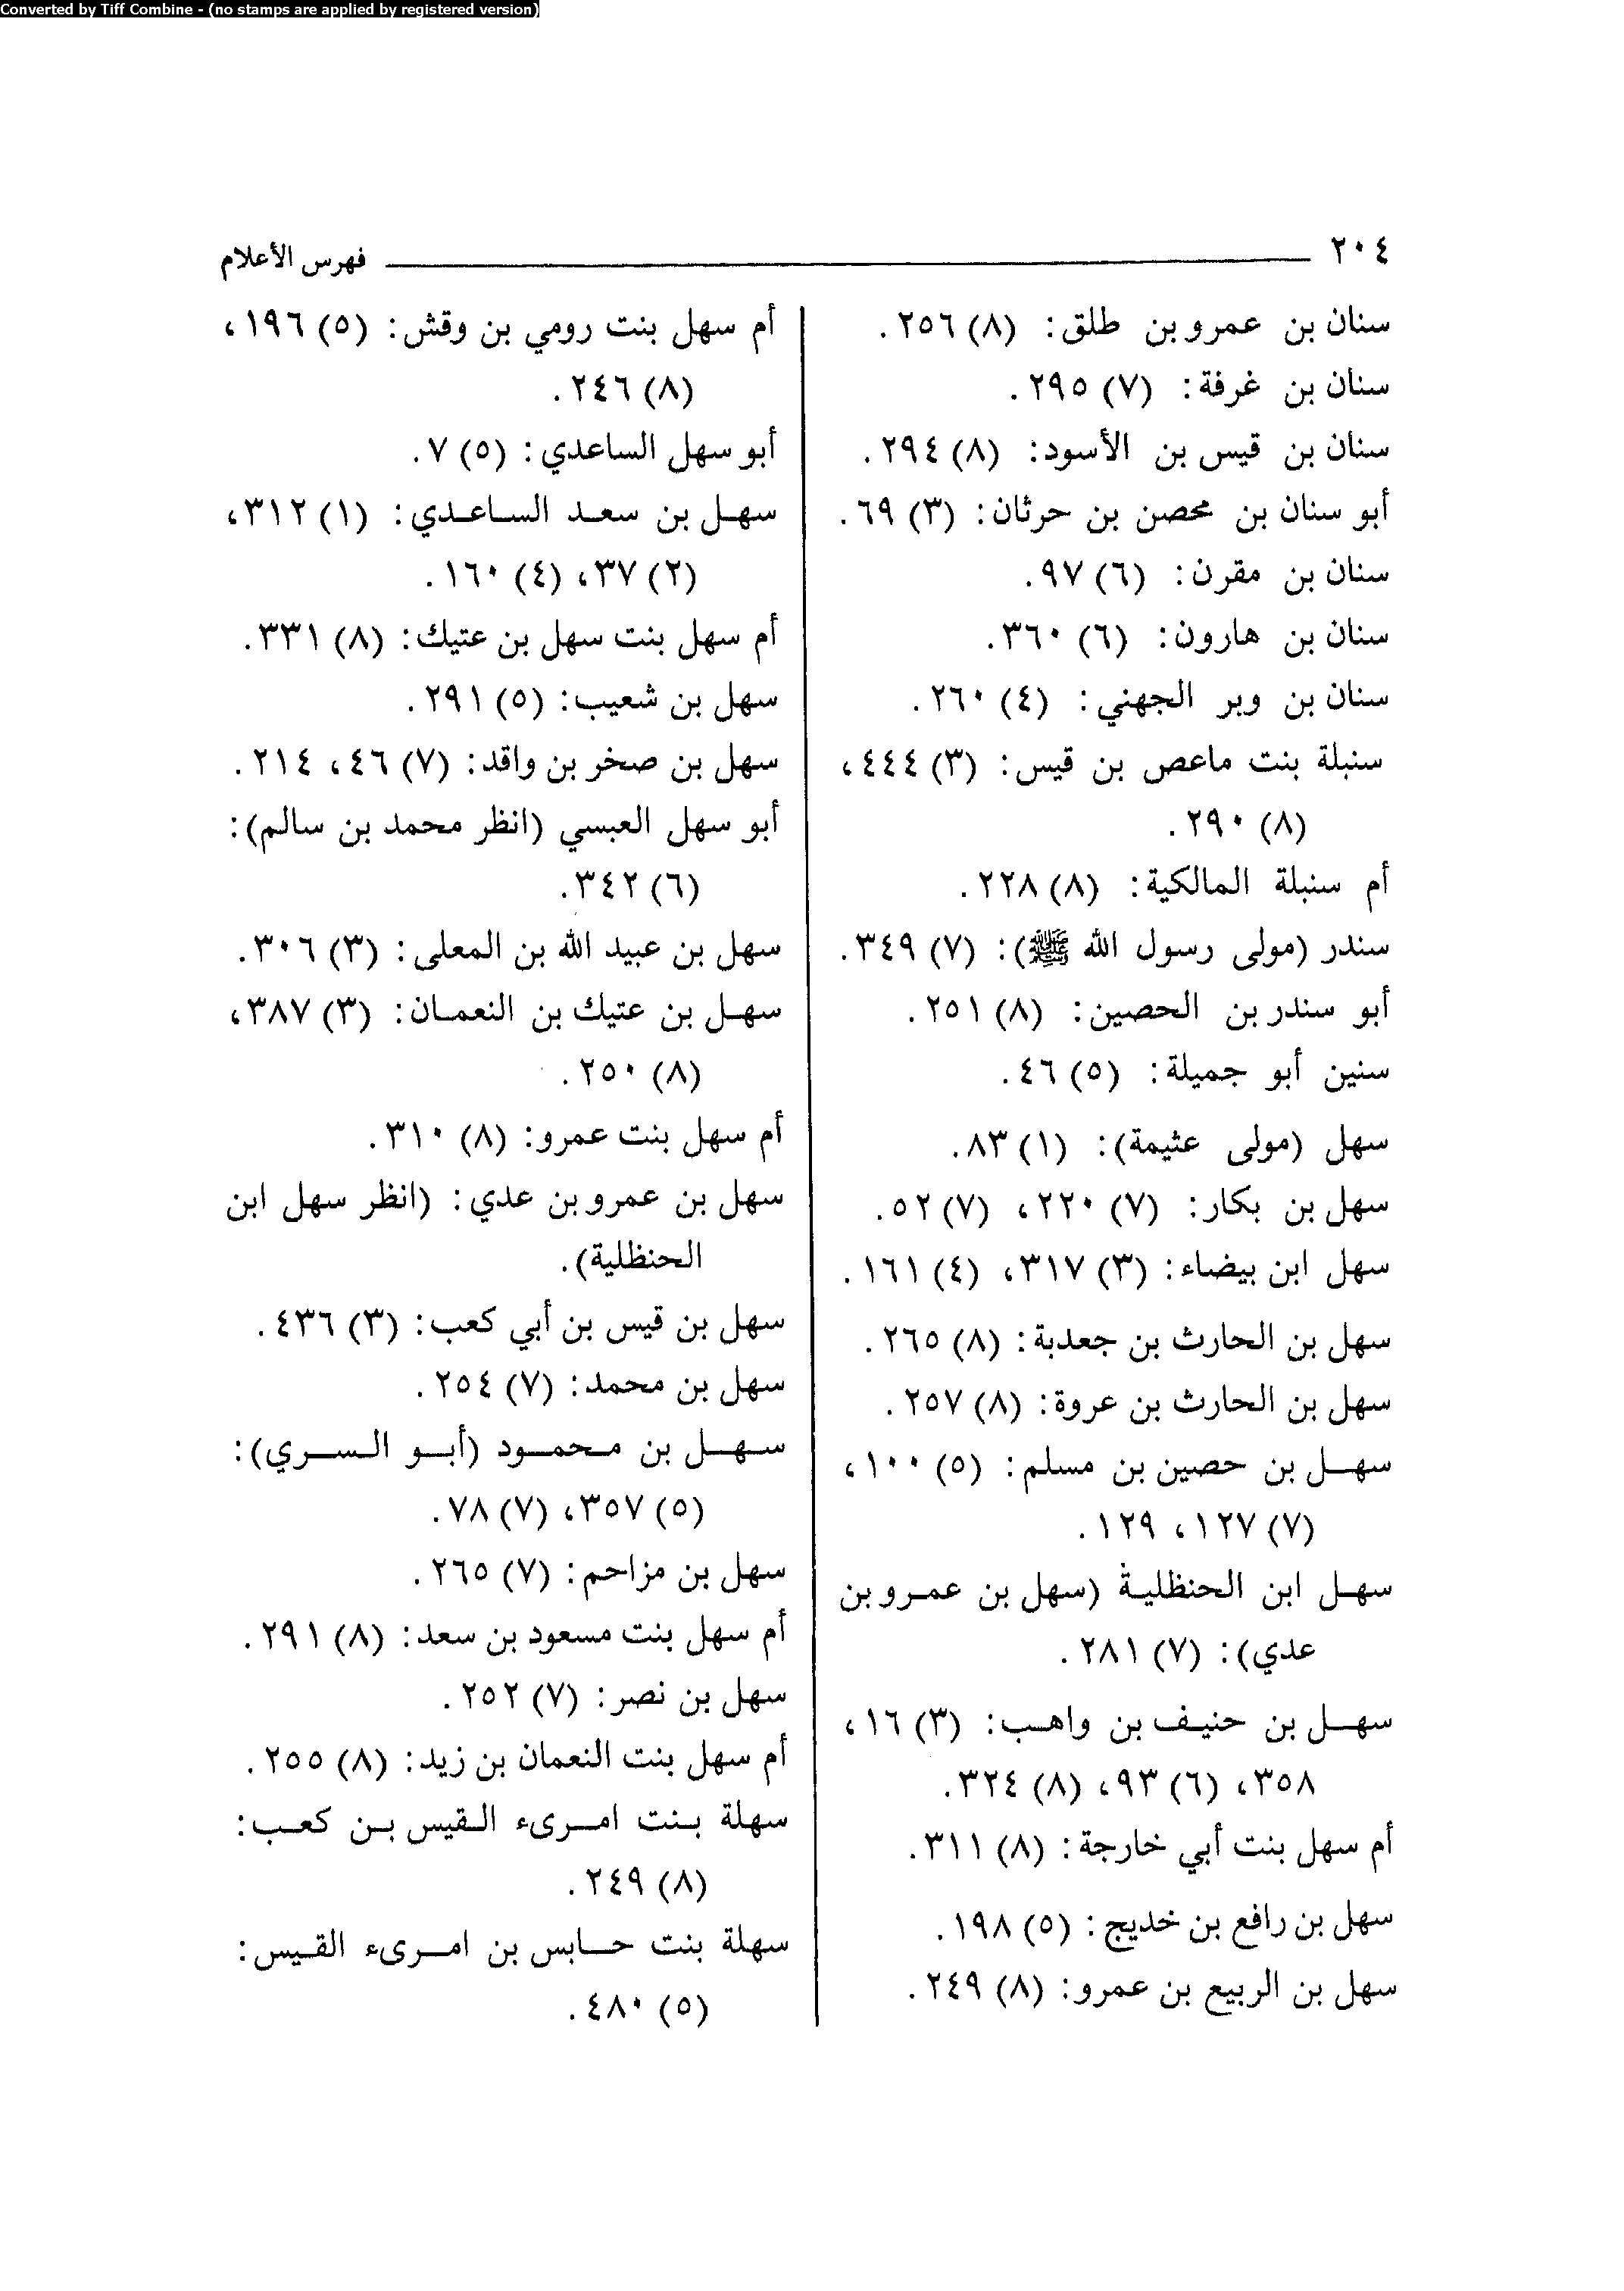 Converted by Tiff Combine - (no stamps are applied by registered version)
٢٠٤ فهرس الأعلام
سنان بن عمرو بن طلق: (٨) ٢٥٦.
سنان بن غرفة: (٧) ٢٩٥.
سنان بن قيس بن الأسود: (٨) ٢٩٤.
أبو سنان بن محصن بن حرثان: (٣) ٦٩.
سنان بن مقرن: (٦) ٩٧.
سنان بن هارون: (٦) ٣٦٠.
سنان بن وبر الجهني: (٤) ٢٦٠.
سنبلة بنت ماعص بن قيس: (٣) ٤٤٤،
(٨) ٢٩٠.
أم سنبلة المالكية: (٨) ٢٢٨.
سندر (مولى رسول الله ﷺ): (٧) ٣٤٩.
أبو سندر بن الحصين: (٨) ٢٥١.
سنين أبو جميلة: (٥) ٤٦.
سهل (مولى عثيمة): (١) ٨٣.
سهل بن بكار: (٧) ٢٢٠، (٧) ٥٢.
سهل ابن بيضاء: (٣) ٣١٧، (٤) ١٦١.
سهل بن الحارث بن جعدبة: (٨) ٢٦٥.
سهل بن الحارث بن عروة: (٨) ٢٥٧.
سهل بن حصين بن مسلم: (٥) ١٠٠،
(٧) ١٢٧، ١٢٩.
سهل ابن الحنظلية (سهل بن عمرو بن
عدي): (٧) ٢٨١.
سهل بن حنيف بن واهب: (٣) ١٦،
٣٥٨، (٦) ٩٣، (٨) ٣٢٤.
أم سهل بنت أبي خارجة: (٨) ٣١١.
سهل بن رافع بن خديج: (٥) ١٩٨.
سهل بن الربيع بن عمرو: (٨) ٢٤٩.
أم سهل بنت رومي بن وقش: (٥) ١٩٦،
(٨) ٢٤٦.
أبو سهل الساعدي: (٥) ٧.
سهل بن سعد الساعدي: (١) ٣١٢،
(٢) ٣٧، (٤) ١٦٠.
أم سهل بنت سهل بن عتيك: (٨) ٣٣١.
سهل بن شعيب: (٥) ٢٩١.
سهل بن صخر بن واقد: (٧) ٤٦، ٢١٤.
أبو سهل العبسي (انظر محمد بن سالم):
(٦) ٣٤٢.
سهل بن عبيد الله بن المعلى: (٣) ٣٠٦.
سهل بن عتيك بن النعمان: (٣) ٣٨٧،
(٨) ٢٥٠.
أم سهل بنت عمرو: (٨) ٣١٠.
سهل بن عمرو بن عدي: (انظر سهل ابن
الحنظلية).
سهل بن قيس بن أبي كعب: (٣) ٤٣٦.
سهل بن محمد: (٧) ٢٥٤.
سهل بن محمود (أبو السري):
(٥) ٣٥٧، (٧) ٧٨.
سهل بن مزاحم: (٧) ٢٦٥.
أم سهل بنت مسعود بن سعد: (٨) ٢٩١.
سهل بن نصر: (٧) ٢٥٢.
أم سهل بنت النعمان بن زيد: (٨) ٢٥٥.
سهلة بنت امرىء القيس بن كعب:
(٨) ٢٤٩.
سهلة بنت حابس بن امرىء القيس:
(٥) ٤٨٠.